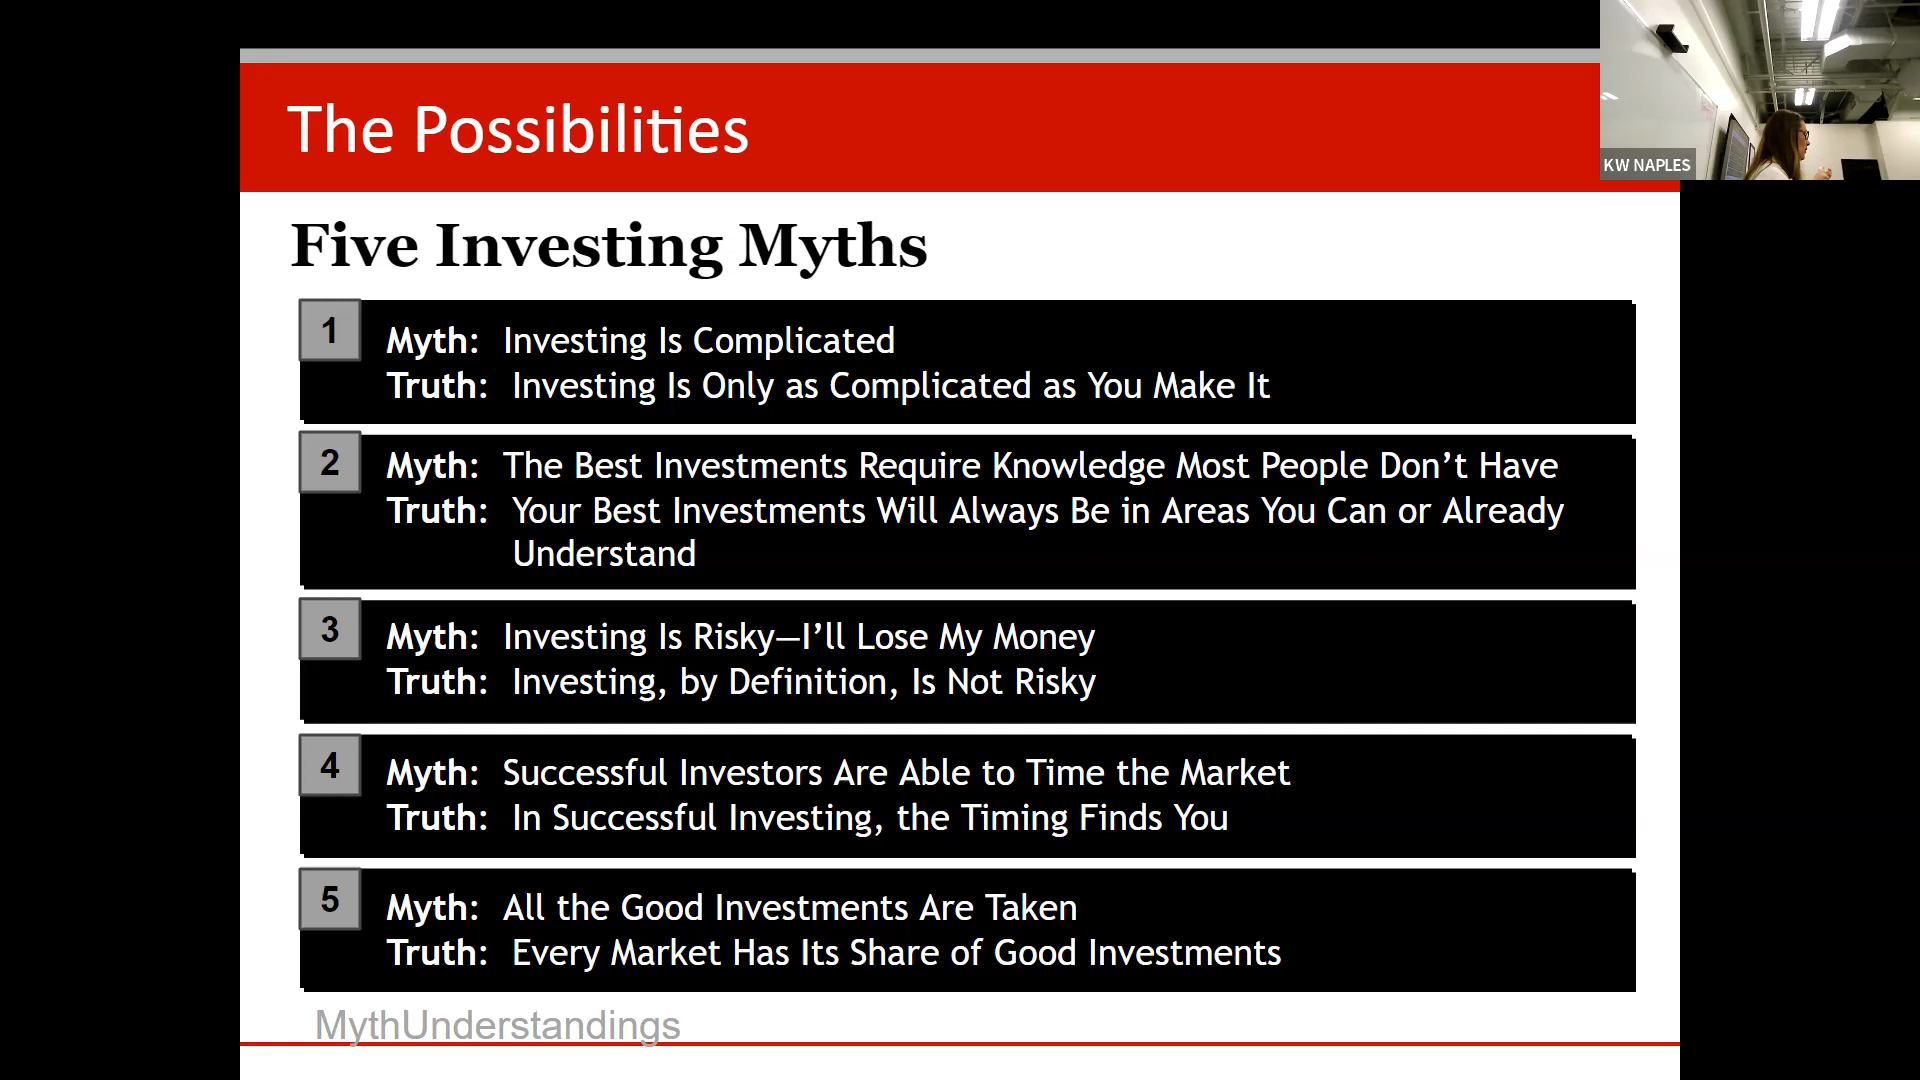 The Possibilities
KW NAPLES
Five Investing Myths
1
Myth: Investing Is Complicated
Truth: Investing Is Only as Complicated as You Make It
2
Myth: The Best Investments Require Knowledge Most People Don’t Have
Truth: Your Best Investments Will Always Be in Areas You Can or Already
Understand
3
Myth: Investing Is Risky—I’ll Lose My Money
Truth: Investing, by Definition, Is Not Risky
4
Myth: Successful Investors Are Able to Time the Market
Truth: In Successful Investing, the Timing Finds You
5
Myth: All the Good Investments Are Taken
Truth: Every Market Has Its Share of Good Investments
MythUnderstandings